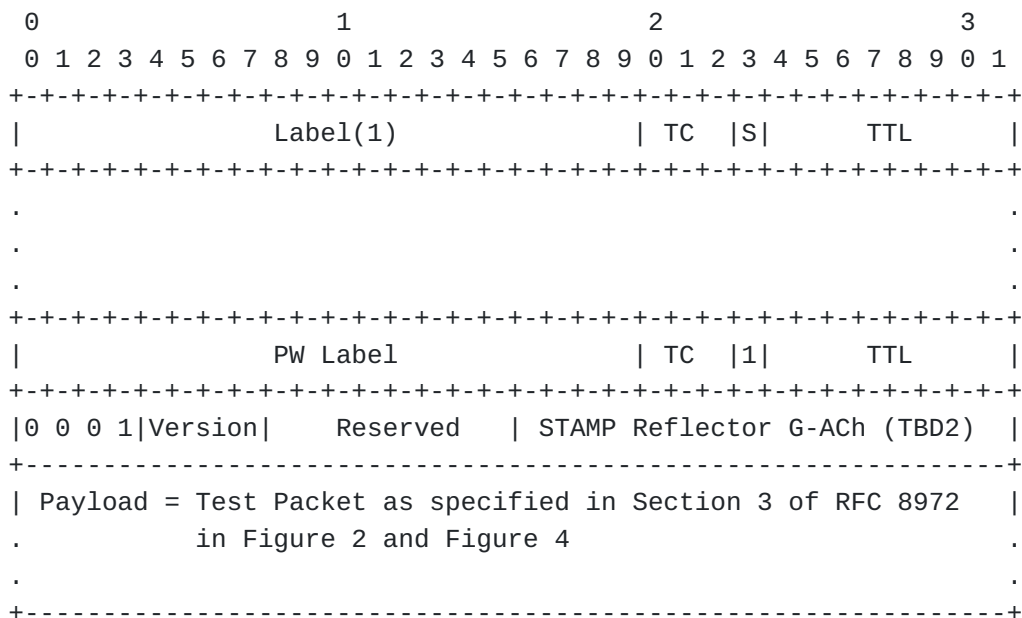 0                   1                   2                   3
 0 1 2 3 4 5 6 7 8 9 0 1 2 3 4 5 6 7 8 9 0 1 2 3 4 5 6 7 8 9 0 1
+-+-+-+-+-+-+-+-+-+-+-+-+-+-+-+-+-+-+-+-+-+-+-+-+-+-+-+-+-+-+-+-+
|                Label(1)               | TC  |S|      TTL      |
+-+-+-+-+-+-+-+-+-+-+-+-+-+-+-+-+-+-+-+-+-+-+-+-+-+-+-+-+-+-+-+-+
.                                                               .
.                                                               .
.                                                               .
+-+-+-+-+-+-+-+-+-+-+-+-+-+-+-+-+-+-+-+-+-+-+-+-+-+-+-+-+-+-+-+-+
|                PW Label               | TC  |1|      TTL      |
+-+-+-+-+-+-+-+-+-+-+-+-+-+-+-+-+-+-+-+-+-+-+-+-+-+-+-+-+-+-+-+-+
|0 0 0 1|Version|    Reserved   | STAMP Reflector G-ACh (TBD2)  |
+---------------------------------------------------------------+
| Payload = Test Packet as specified in Section 3 of RFC 8972   |
.           in Figure 2 and Figure 4                            .
.                                                               .
+---------------------------------------------------------------+